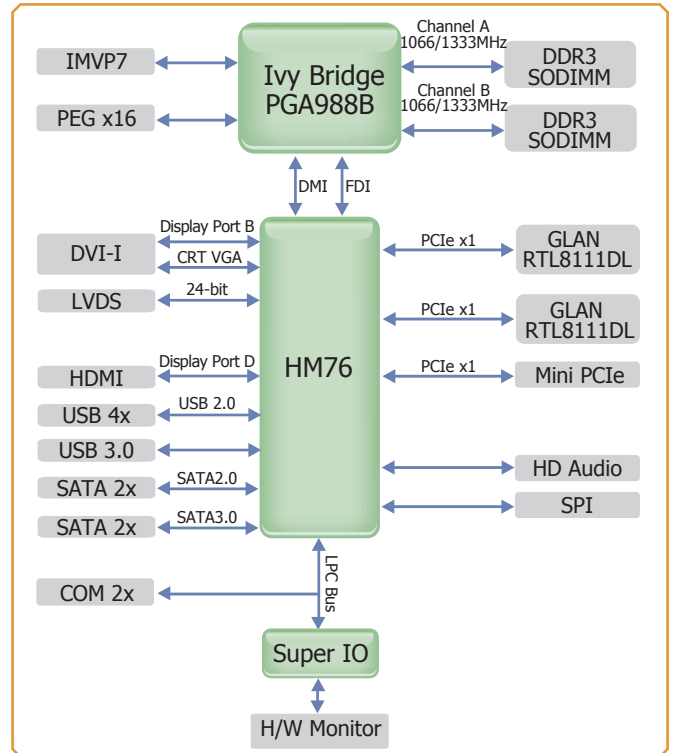 Channel A
1066/1333MHz
IMVP7
Ivy Bridge
PGA988B
DDR3
SODIMM
Channel B
1066/1333MHz
PEG x16
DDR3
SODIMM
DMI
FDI
Display Port B
DVI-I
CRT VGA
PCIe x1
GLAN
RTL8111DL
LVDS
24-bit
PCIe x1
GLAN
RTL8111DL
HM76
Display Port D
HDMI
PCIe x1
Mini PCIe
USB 4x
USB 2.0
USB 3.0
SATA 2x
SATA2.0
HD Audio
SATA 2x
SATA3.0
SPI
LPC Bus
COM 2x
Super IO
H/W Monitor